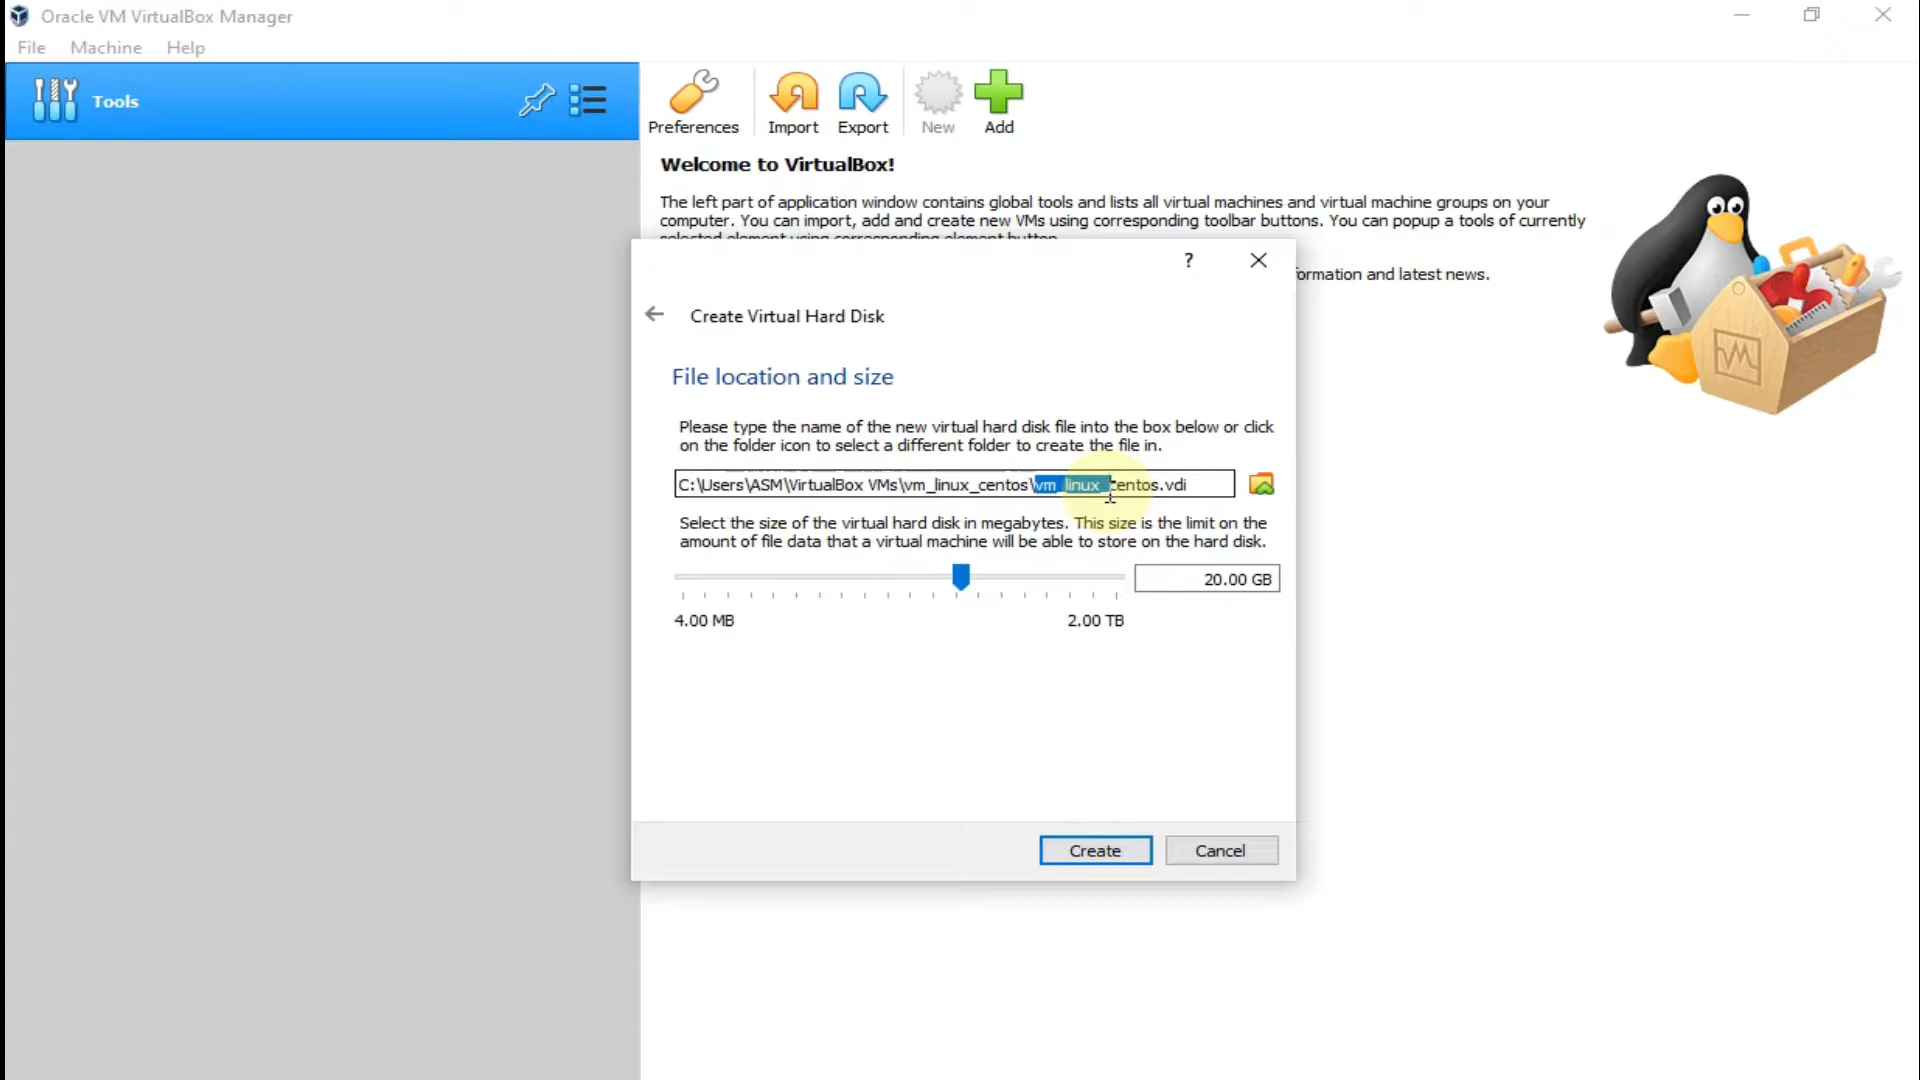 Oracle VM VirtualBox Manager
File Machine Help
Tools
Preferences Import Export New Add
Welcome to VirtualBox!
The left part of application window contains global tools and lists all virtual machines and virtual machine groups on your
computer. You can import, add and create new VMs using corresponding toolbar buttons. You can popup a tools of currently
selected element using corresponding element button.
formation and latest news.
?
Create Virtual Hard Disk
File location and size
Please type the name of the new virtual hard disk file into the box below or click
on the folder icon to select a different folder to create the file in.
C:\Users\ASM\VirtualBox VMs\vm_linux_centos\vm_linux_centos.vdi
Select the size of the virtual hard disk in megabytes. This size is the limit on the
amount of file data that a virtual machine will be able to store on the hard disk.
20.00 GB
4.00 MB 2.00 TB
Create Cancel